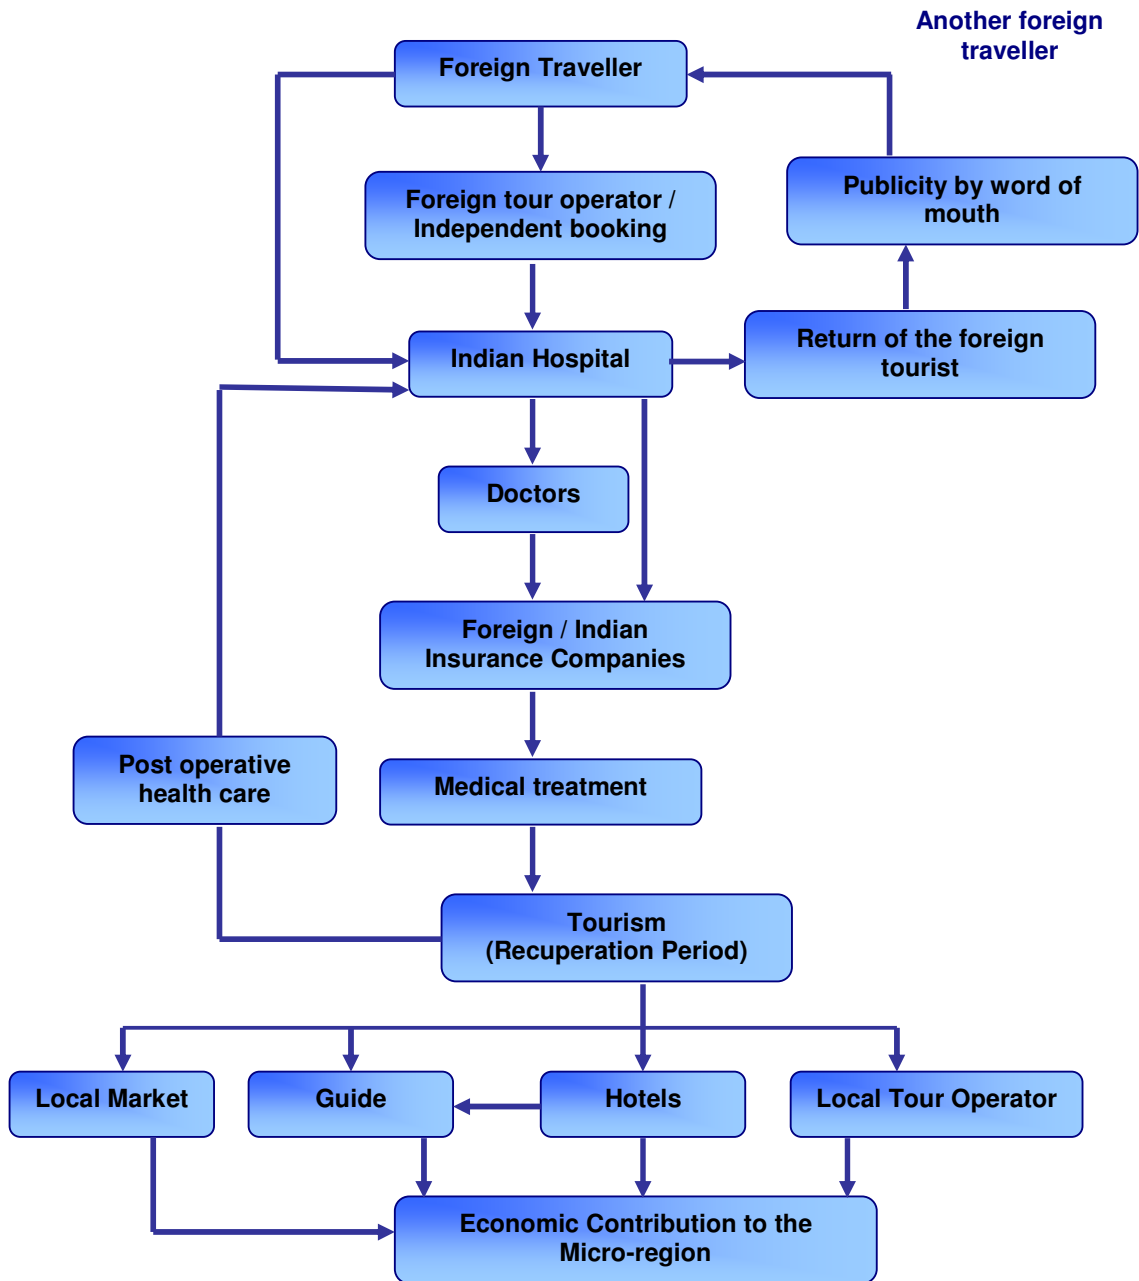 Another foreign
traveller
Foreign Traveller
Foreign tour operator /
Independent booking
Publicity by word of
mouth
Indian Hospital
Return of the foreign
tourist
Doctors
Foreign / Indian
Insurance Companies
Post operative
health care
Medical treatment
Tourism
(Recuperation Period)
Local Market
Guide
Hotels
Local Tour Operator
Economic Contribution to the
Micro-region